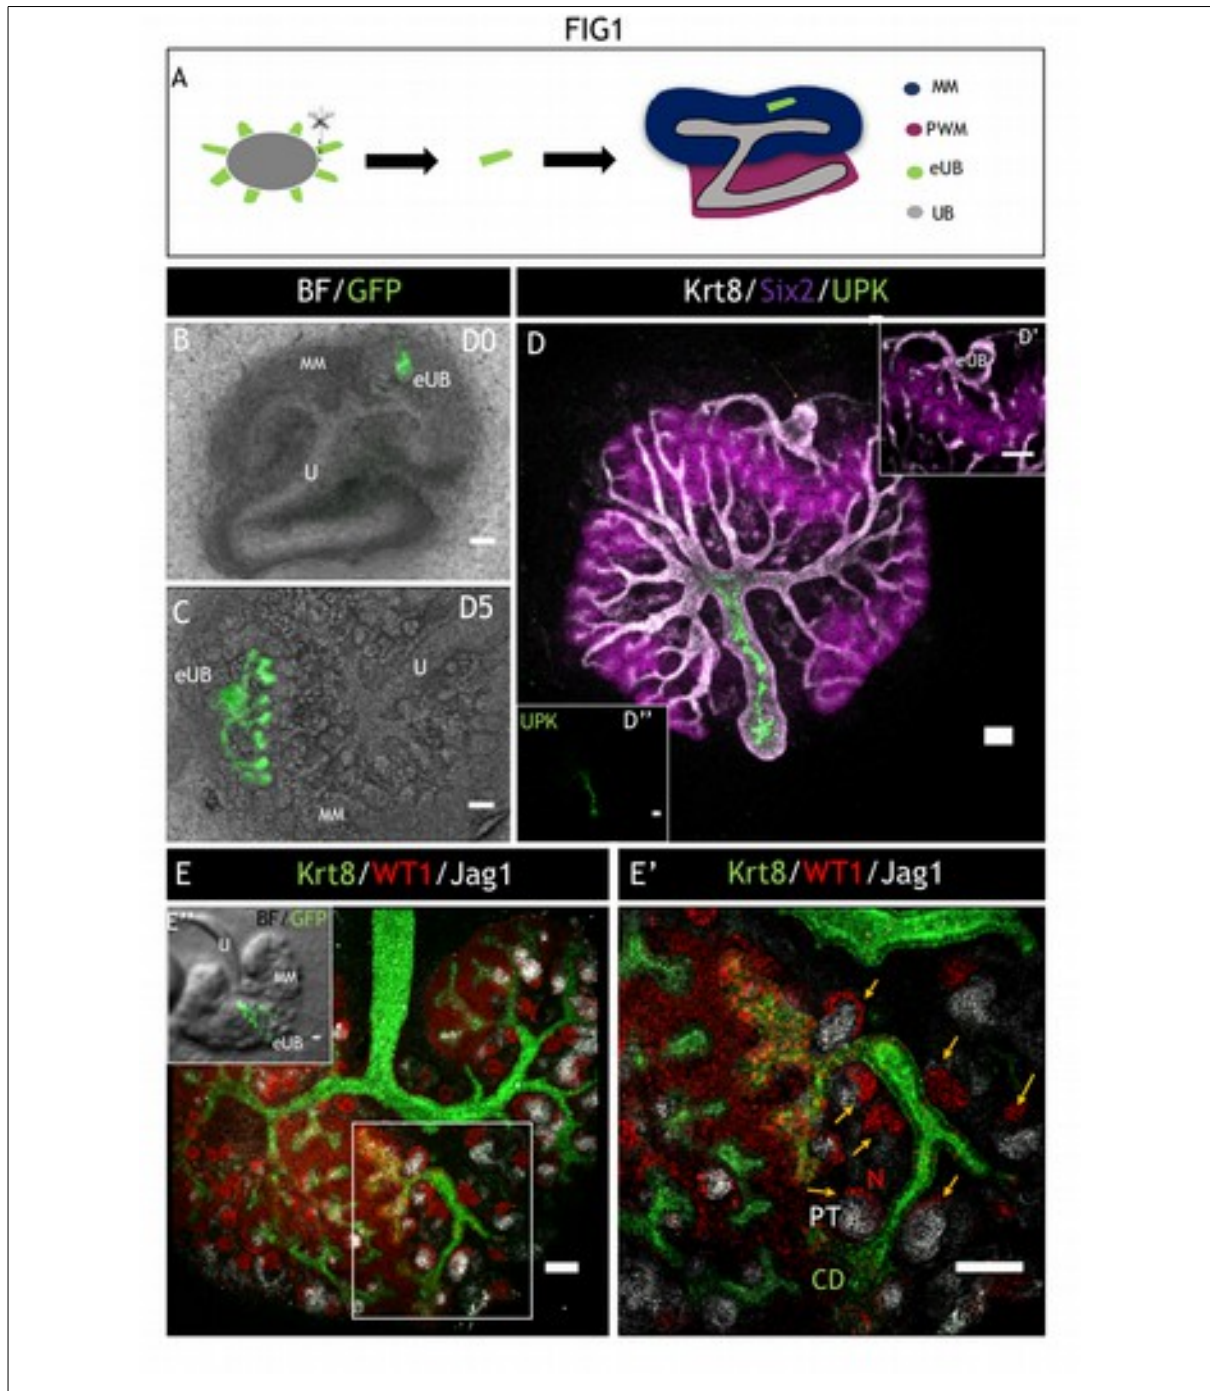 FIG1
A
MM
PWM
eUB
UB
BF/GFP
Krt8/Six2/UPK
B
D0
MM
eUB
U
D
D'
eUB
C
D5
eUB
U
MM
UPK
D''
E
Krt8/WT1/Jag1
E'
Krt8/WT1/Jag1
E''
BF/GFP
U
MM
eUB
N
PT
CD